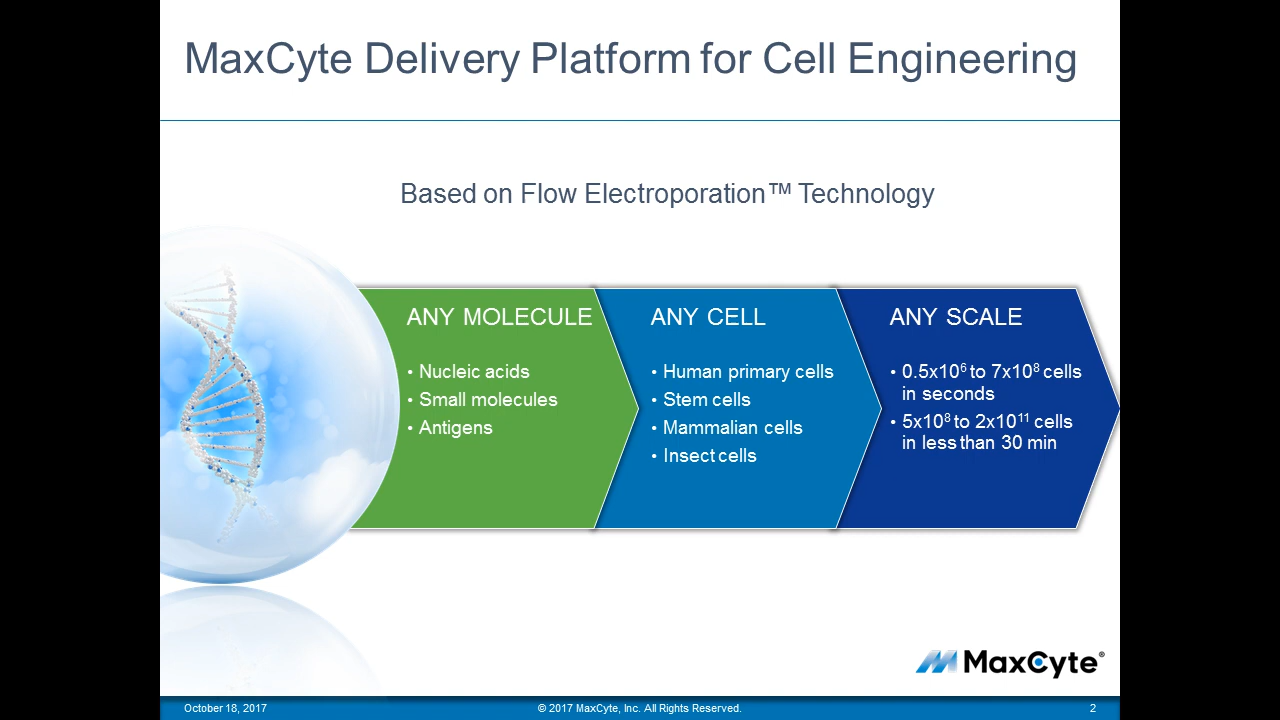 MaxCyte Delivery Platform for Cell Engineering
Based on Flow Electroporation™ Technology
ANY MOLECULE
• Nucleic acids
• Small molecules
• Antigens
ANY CELL
• Human primary cells
• Stem cells
• Mammalian cells
• Insect cells
ANY SCALE
• 0.5x10⁶ to 7x10⁸ cells
in seconds
• 5x10⁸ to 2x10¹¹ cells
in less than 30 min
MaxCyte®
October 18, 2017
© 2017 MaxCyte, Inc. All Rights Reserved.
2